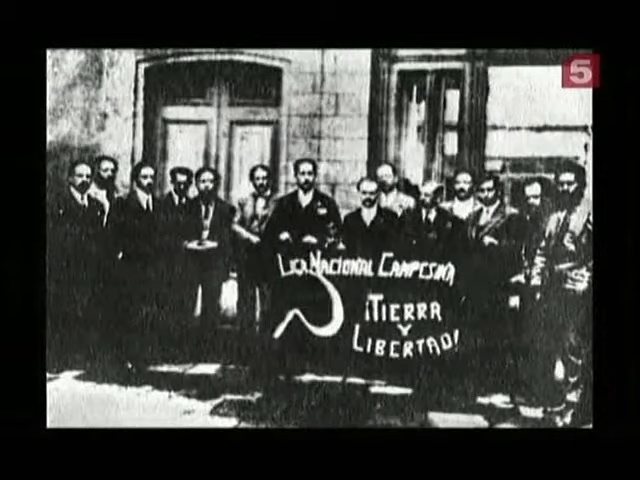 5
LIGA NACIONAL CAMPESINA
¡TIERRA
Y
LIBERTAD!